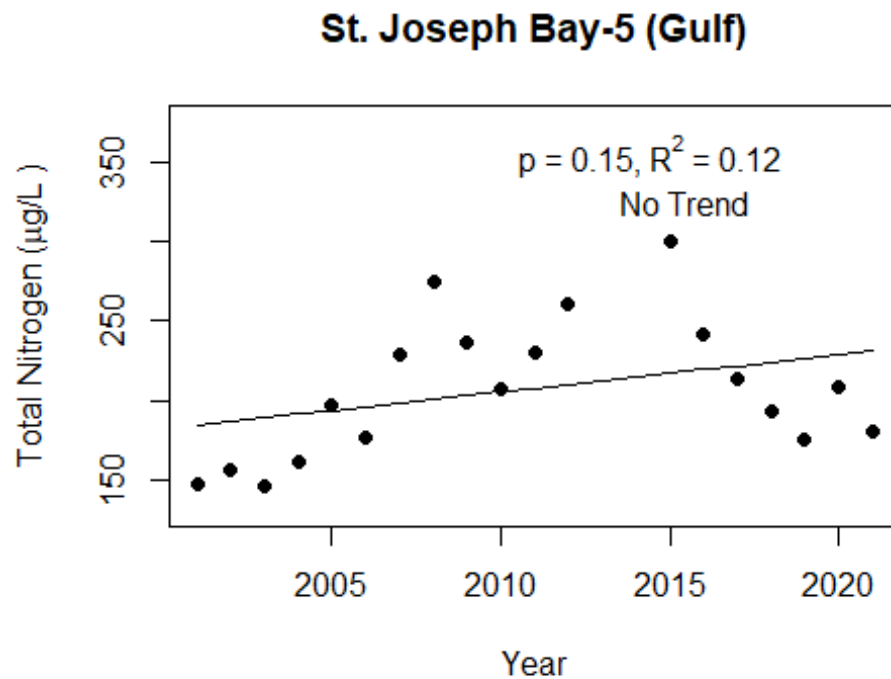 St. Joseph Bay-5 (Gulf)
p = 0.15, R² = 0.12
No Trend
Total Nitrogen (µg/L )
350
250
150
2005 2010 2015 2020
Year